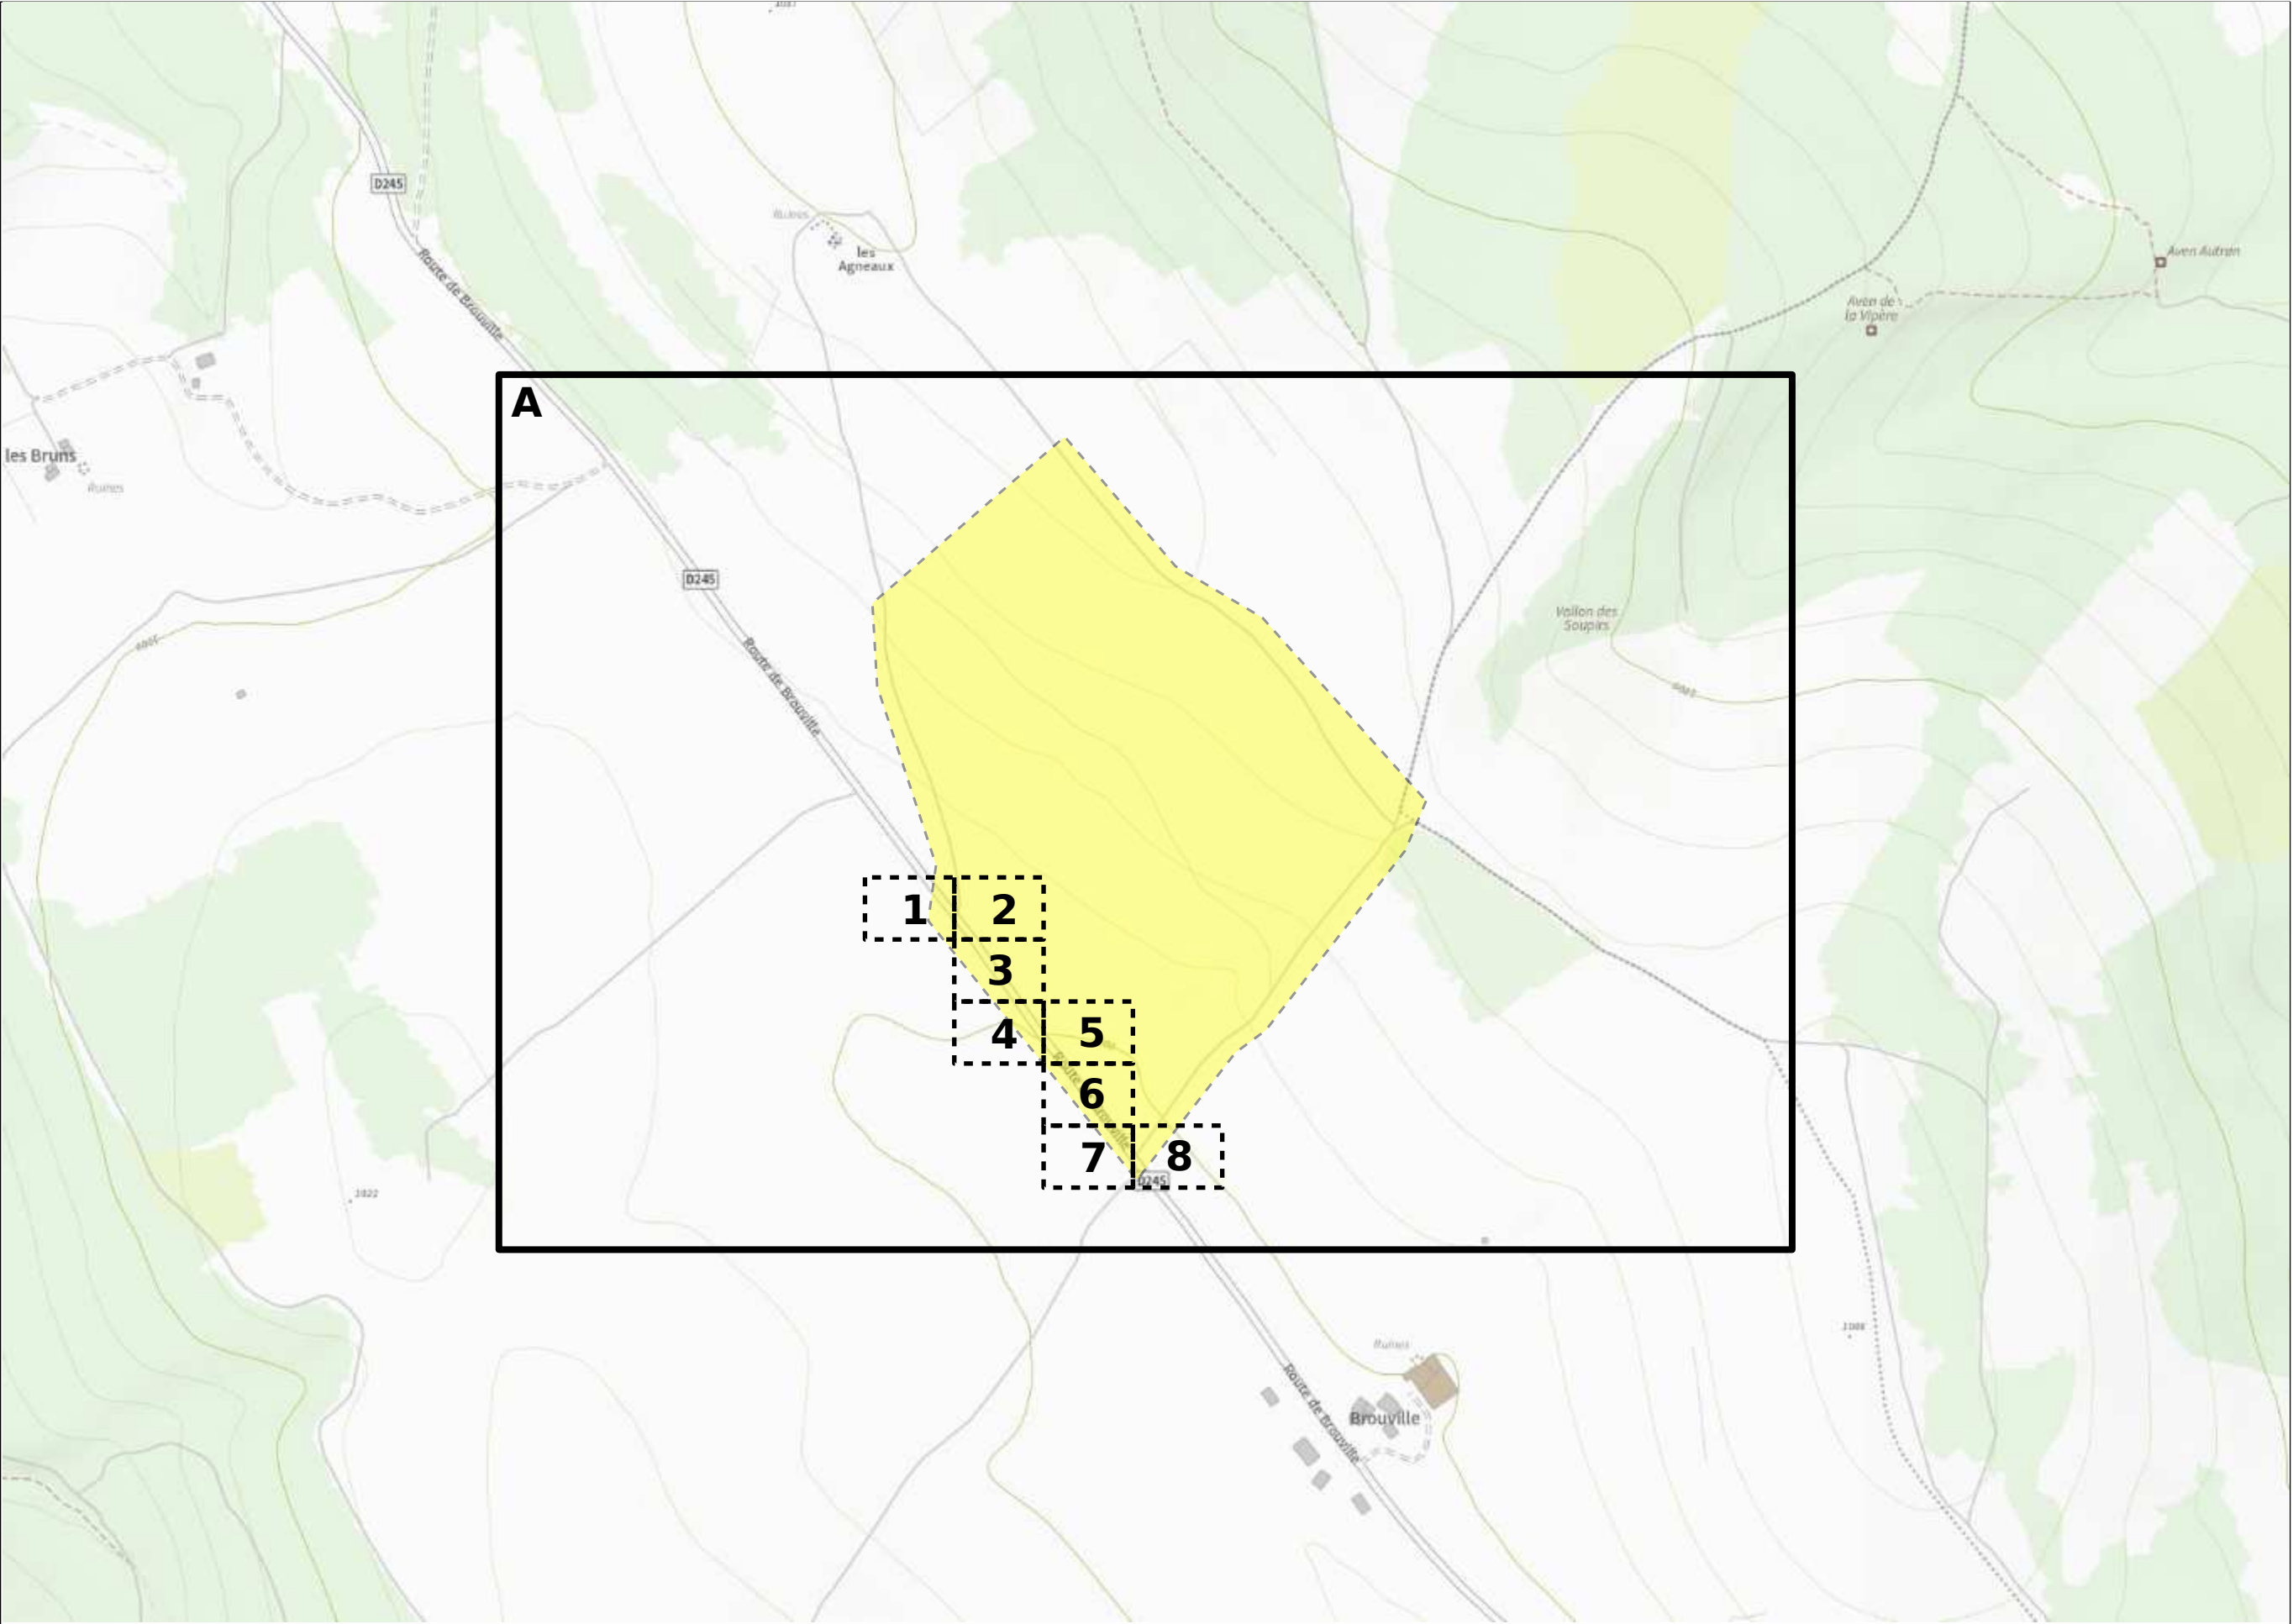 D245
Route de Brouville
Ruines
les
Agneaux
Aven Autran
Aven de
la Vipère
A
les Bruns
Ruines
D245
Vallon des
Soupirs
Route de Brouville
1
2
3
4
5
6
7
8
D245
1022
Ruines
Brouville
Route de Brouville